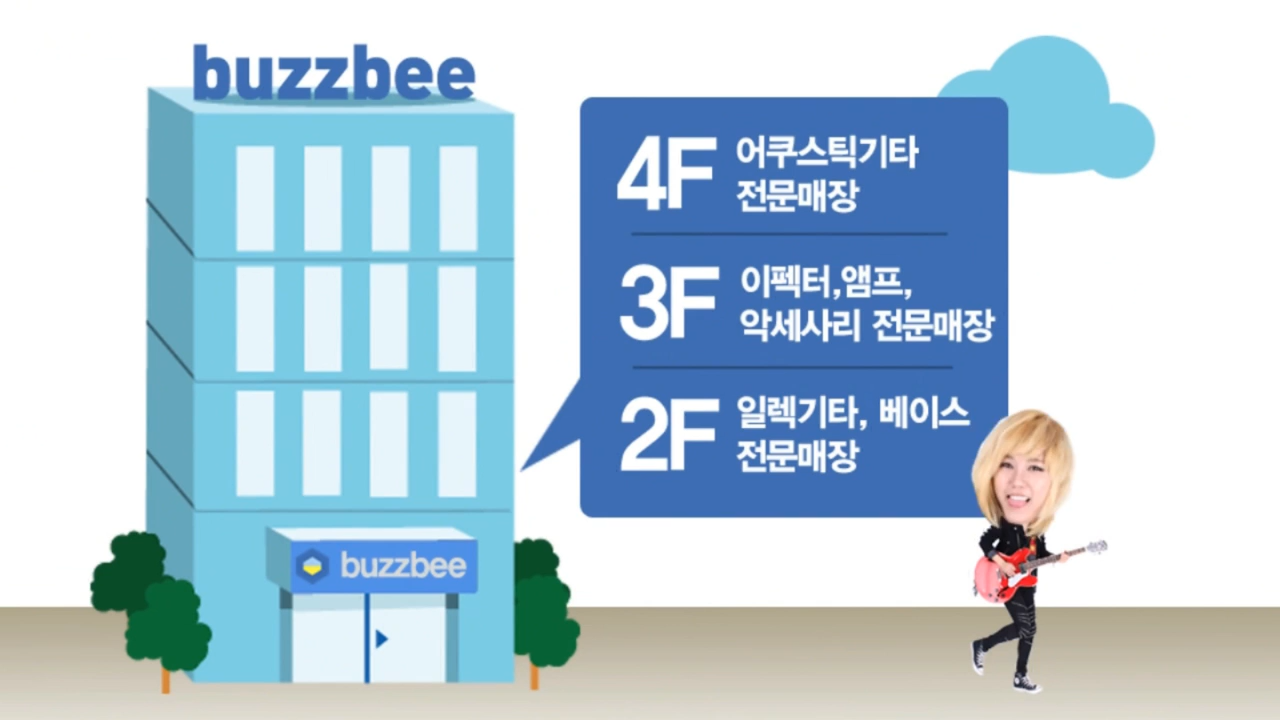 buzzbee
4F 어쿠스틱기타
전문매장
3F 이펙터,앰프,
악세사리 전문매장
2F 일렉기타, 베이스
전문매장
buzzbee